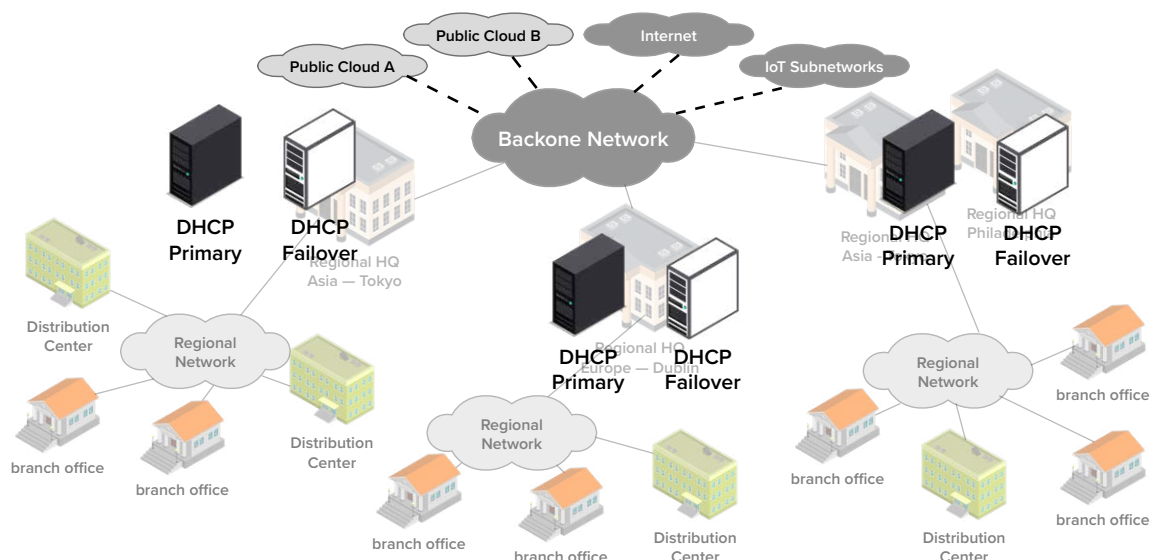 Public Cloud B
Internet
Public Cloud A
IoT Subnetworks
Backone Network
DHCP
Primary
DHCP
Failover
Regional HQ
Asia — Tokyo
DHCP
Primary
DHCP
Failover
Regional HQ
Europe — Dublin
Regional HQ
Asia
DHCP
Primary
Regional HQ
DHCP
Failover
Distribution
Center
Regional
Network
branch office
branch office
Distribution
Center
Regional
Network
branch office
branch office
Distribution
Center
Regional
Network
branch office
branch office
Distribution
Center
branch office